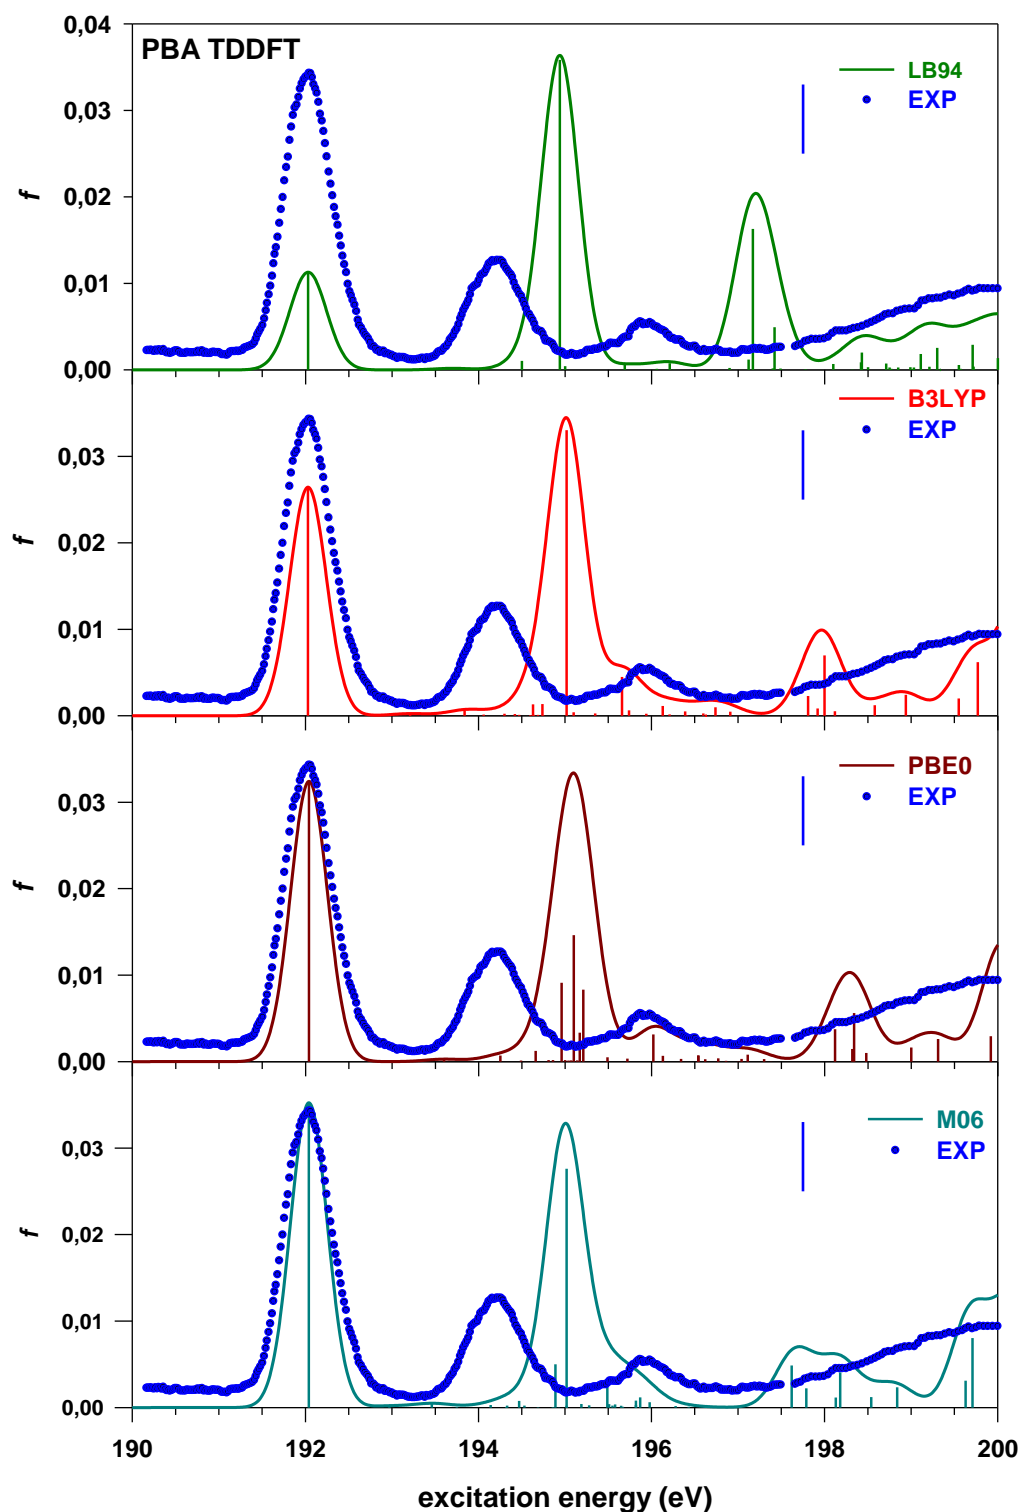 PBA TDDFT
0,04
LB94
EXP
0,03
f
0,02
0,01
0,00
B3LYP
EXP
0,03
f
0,02
0,01
0,00
PBE0
EXP
0,03
f
0,02
0,01
0,00
M06
EXP
0,03
f
0,02
0,01
0,00
190 192 194 196 198 200
excitation energy (eV)